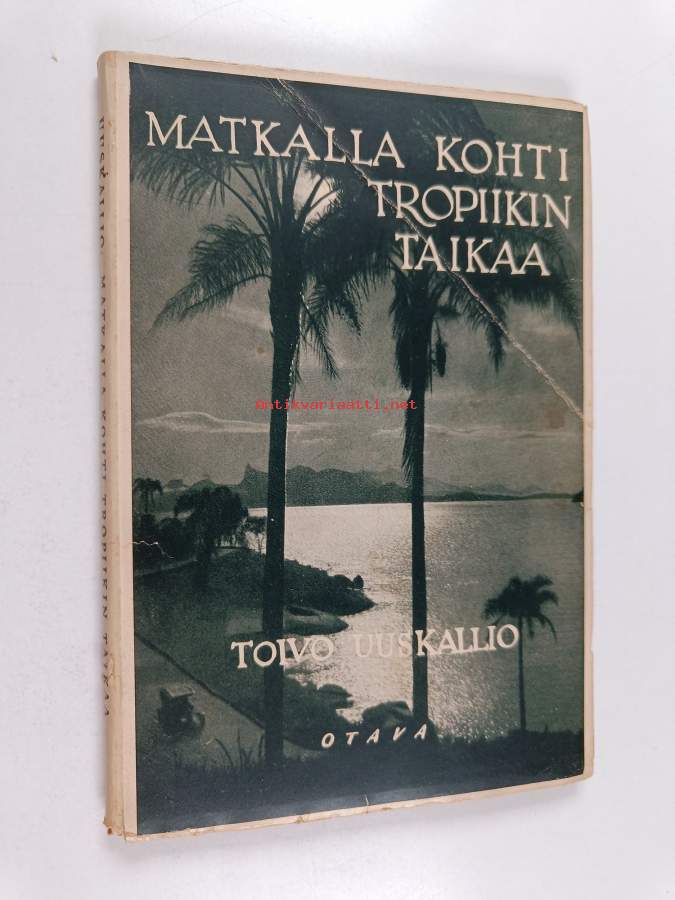 MATKALLA KOHTI
TROPIIKIN
TAIKAA
antikvariaatti.net
TOIVO UUSKALLIO
OTAVA
UUSKALLIO: MATKALLA KOHTI TROPIIKIN TAIKAA